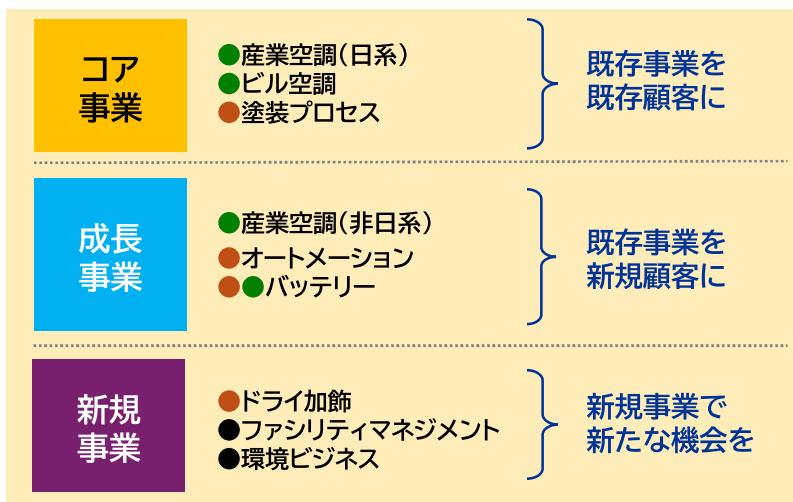 コア
事業
●産業空調(日系)
●ビル空調
●塗装プロセス
既存事業を
既存顧客に
成長
事業
●産業空調(非日系)
●オートメーション
●●バッテリー
既存事業を
新規顧客に
新規
事業
●ドライ加飾
●ファシリティマネジメント
●環境ビジネス
新規事業で
新たな機会を